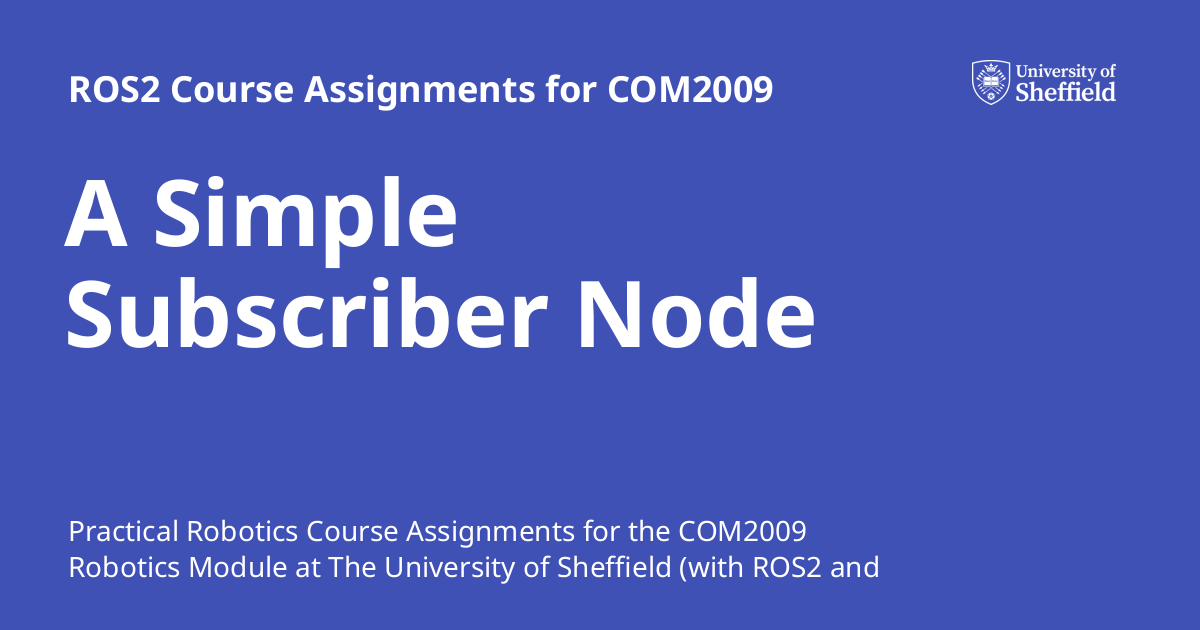 ROS2 Course Assignments for COM2009
University of
Sheffield
A Simple
Subscriber Node
Practical Robotics Course Assignments for the COM2009
Robotics Module at The University of Sheffield (with ROS2 and